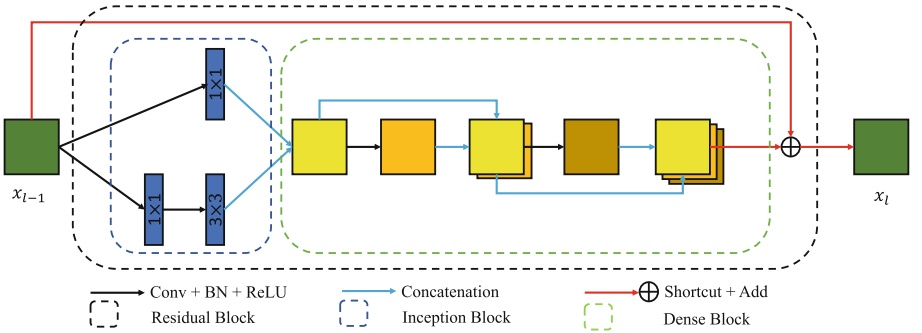 1×1
1×1
3×3
x_{l-1}
x_l
Conv + BN + ReLU
Concatenation
Shortcut + Add
Residual Block
Inception Block
Dense Block